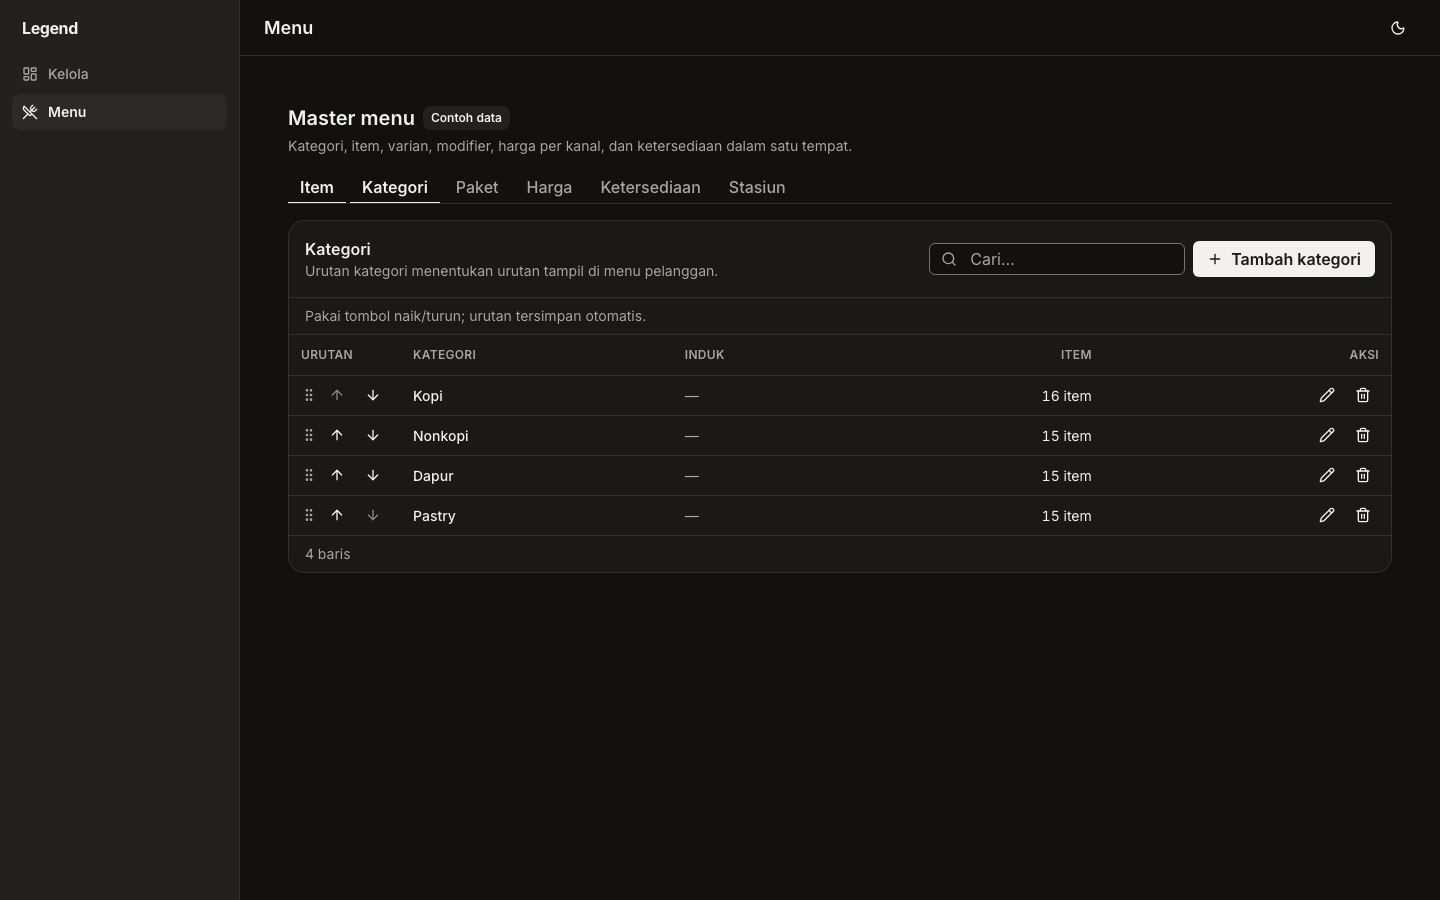 Legend
Menu
Kelola
Menu
Master menu Contoh data
Kategori, item, varian, modifier, harga per kanal, dan ketersediaan dalam satu tempat.
Item Kategori Paket Harga Ketersediaan Stasiun
Kategori
Urutan kategori menentukan urutan tampil di menu pelanggan.
Cari...
Tambah kategori
Pakai tombol naik/turun; urutan tersimpan otomatis.
URUTAN KATEGORI INDUK ITEM AKSI
Kopi — 16 item
Nonkopi — 15 item
Dapur — 15 item
Pastry — 15 item
4 baris